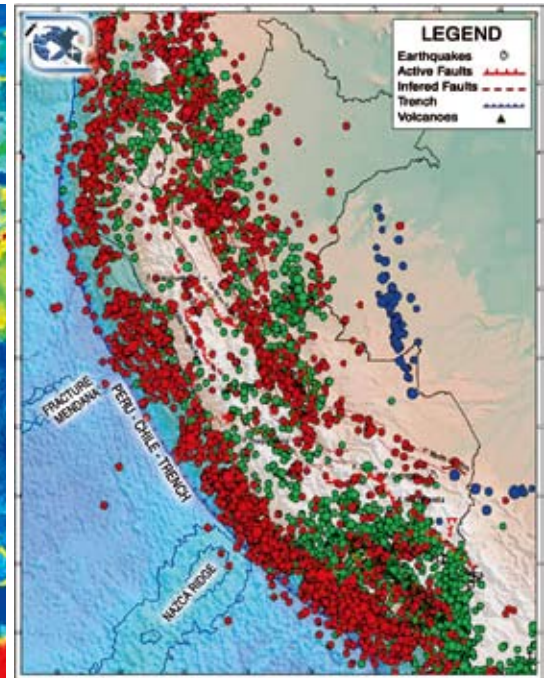 LEGEND
Earthquakes
Active Faults
Infered Faults
Trench
Volcanoes
FRACTURE
MENDANA
PERU - CHILE - TRENCH
NAZCA RIDGE